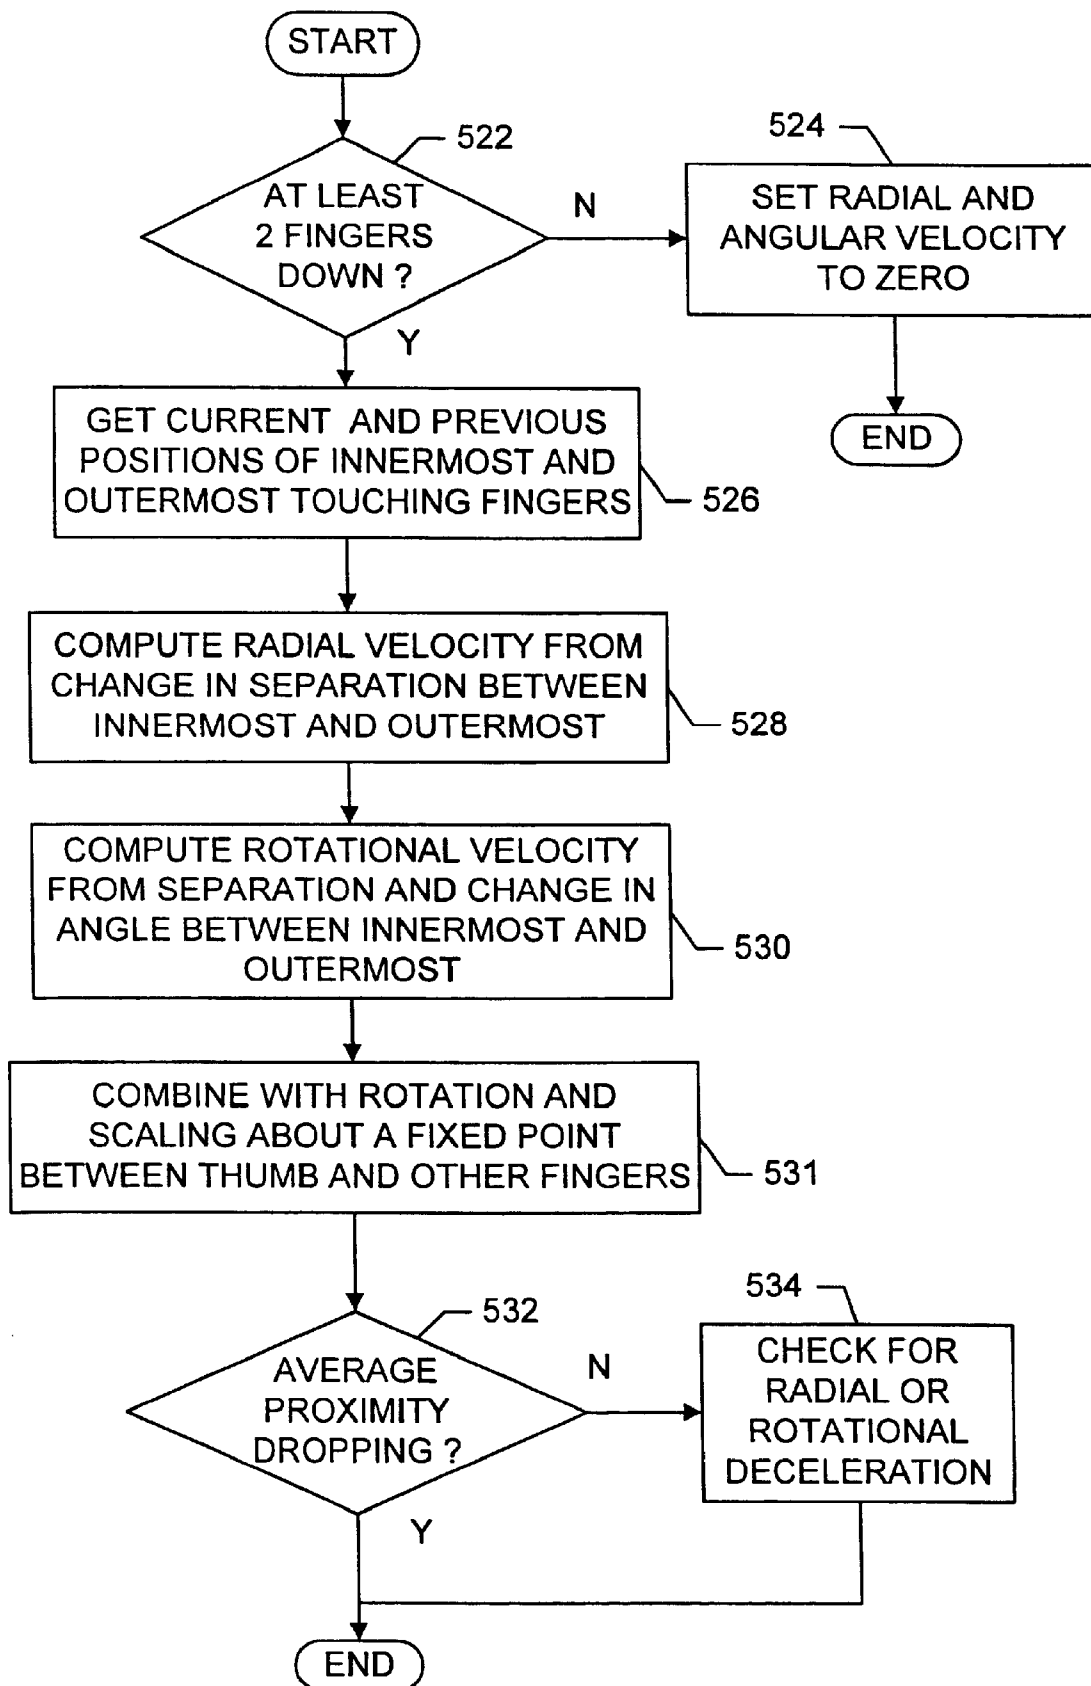 START
522
AT LEAST
2 FINGERS
DOWN ?
N
Y
524
SET RADIAL AND
ANGULAR VELOCITY
TO ZERO
END
GET CURRENT AND PREVIOUS
POSITIONS OF INNERMOST AND
OUTERMOST TOUCHING FINGERS
526
COMPUTE RADIAL VELOCITY FROM
CHANGE IN SEPARATION BETWEEN
INNERMOST AND OUTERMOST
528
COMPUTE ROTATIONAL VELOCITY
FROM SEPARATION AND CHANGE IN
ANGLE BETWEEN INNERMOST AND
OUTERMOST
530
COMBINE WITH ROTATION AND
SCALING ABOUT A FIXED POINT
BETWEEN THUMB AND OTHER FINGERS
531
532
AVERAGE
PROXIMITY
DROPPING ?
N
Y
534
CHECK FOR
RADIAL OR
ROTATIONAL
DECELERATION
END